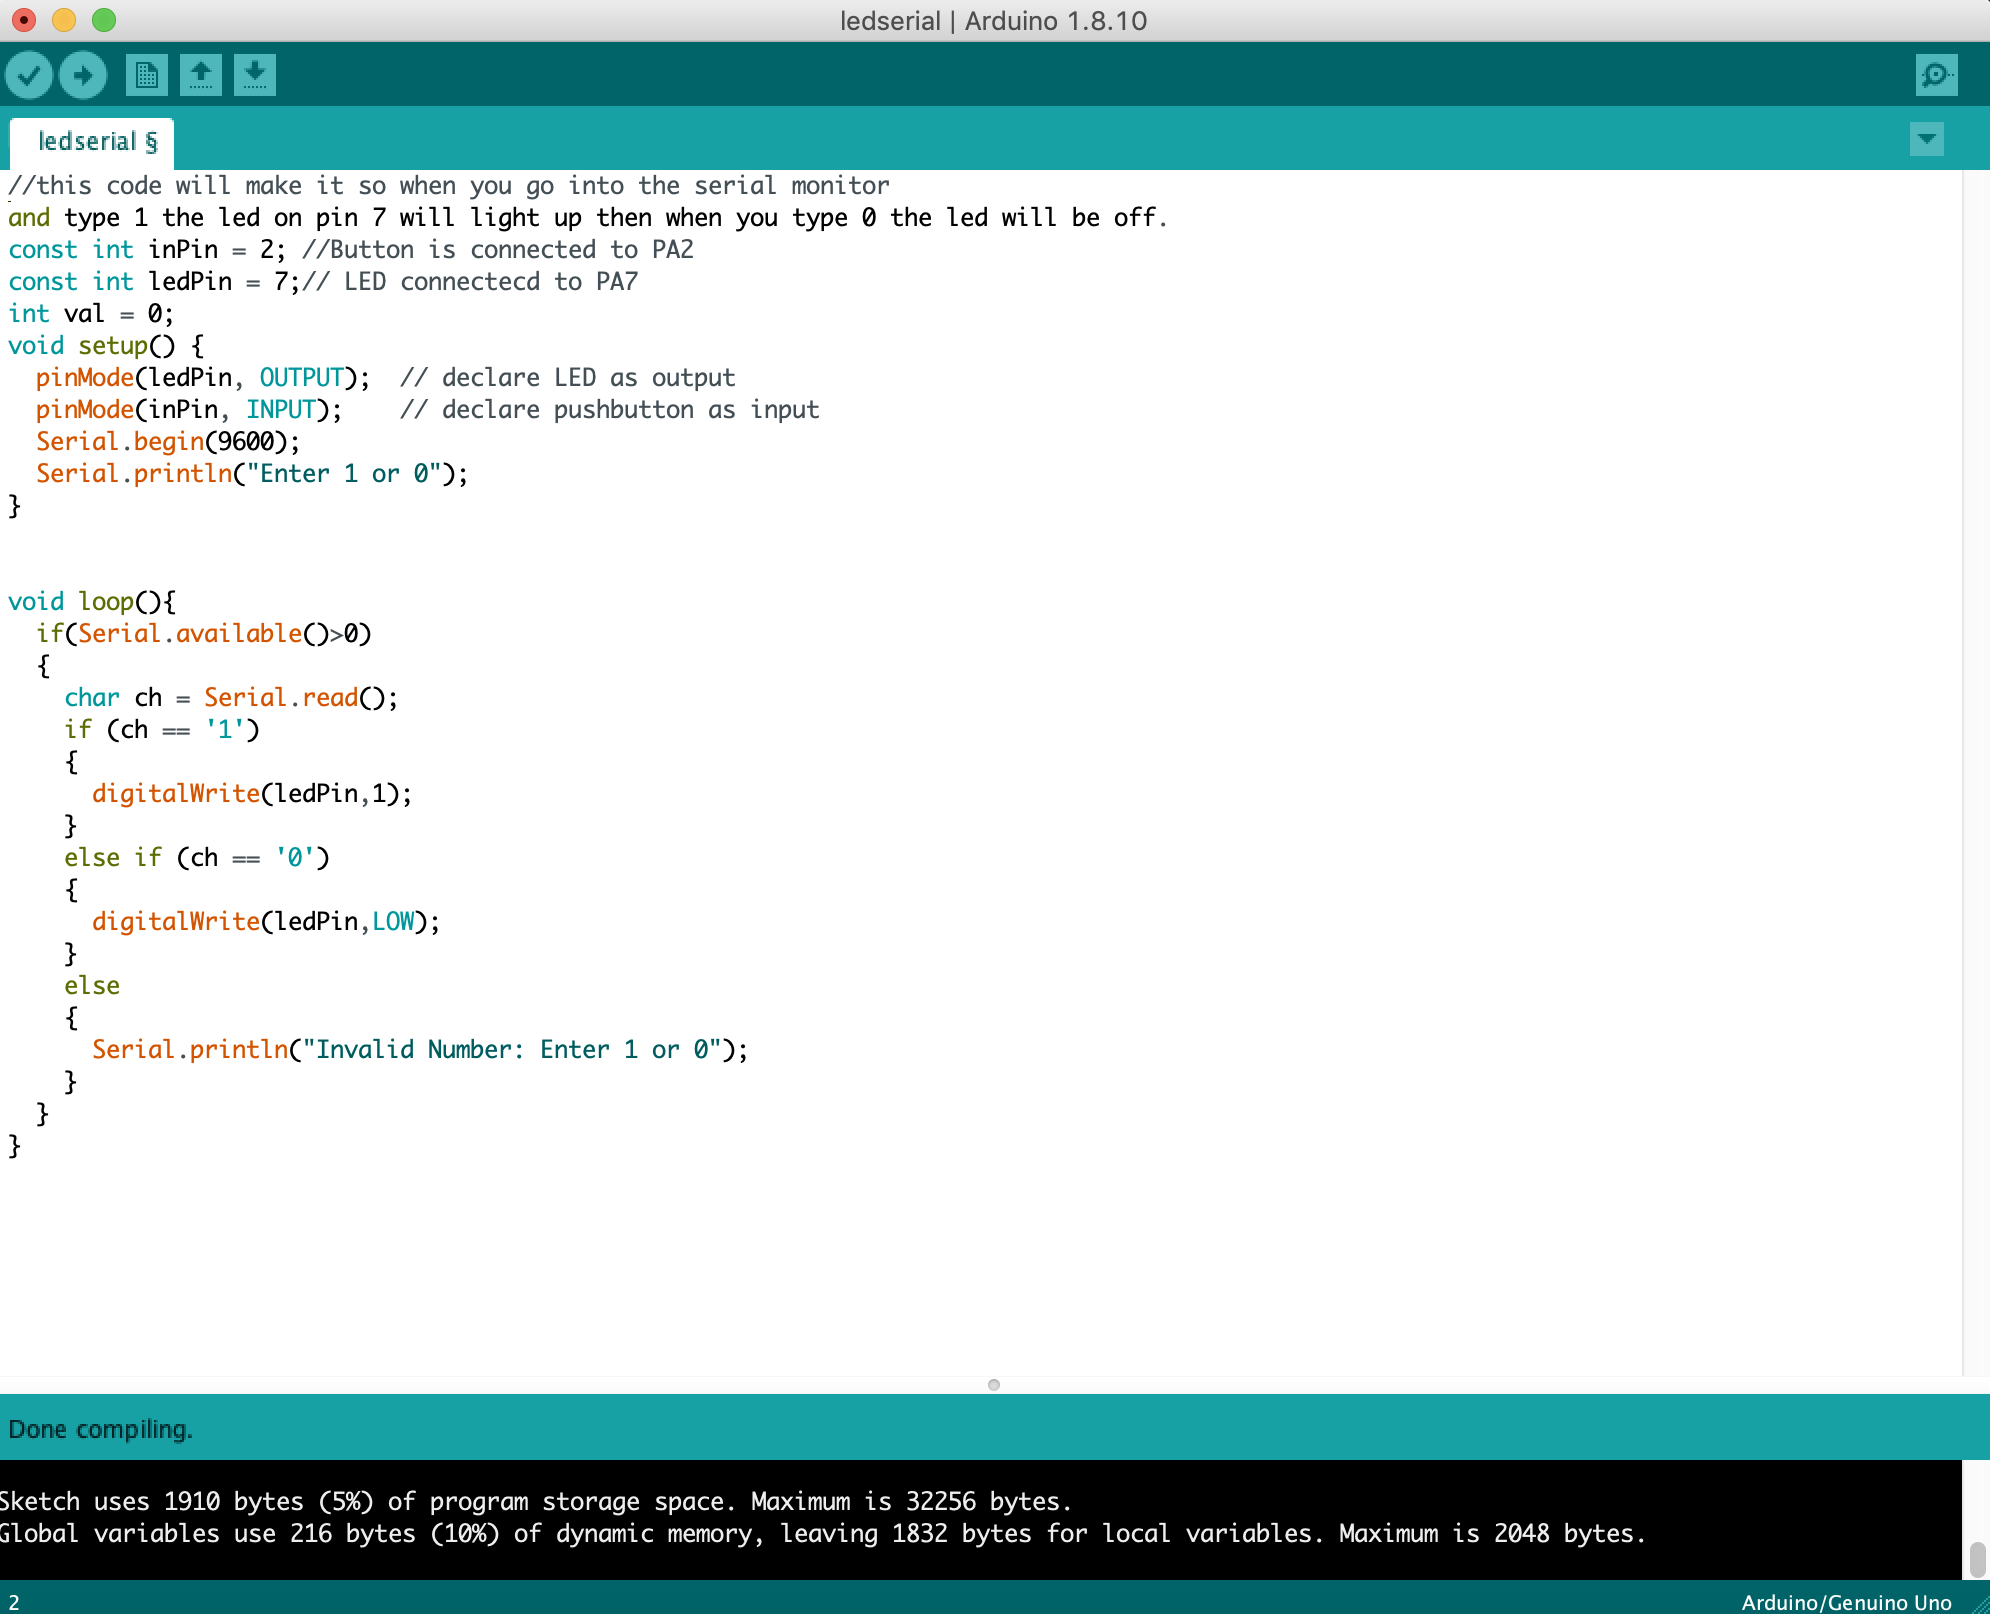 ledserial | Arduino 1.8.10
ledserial §
//this code will make it so when you go into the serial monitor
and type 1 the led on pin 7 will light up then when you type 0 the led will be off.
const int inPin = 2; //Button is connected to PA2
const int ledPin = 7;// LED connectecd to PA7
int val = 0;
void setup() {
  pinMode(ledPin, OUTPUT);  // declare LED as output
  pinMode(inPin, INPUT);    // declare pushbutton as input
  Serial.begin(9600);
  Serial.println("Enter 1 or 0");
}
void loop(){
  if(Serial.available()>0)
  {
    char ch = Serial.read();
    if (ch == '1')
    {
      digitalWrite(ledPin,1);
    }
    else if (ch == '0')
    {
      digitalWrite(ledPin,LOW);
    }
    else
    {
      Serial.println("Invalid Number: Enter 1 or 0");
    }
  }
}
Done compiling.
Sketch uses 1910 bytes (5%) of program storage space. Maximum is 32256 bytes.
Global variables use 216 bytes (10%) of dynamic memory, leaving 1832 bytes for local variables. Maximum is 2048 bytes.
2
Arduino/Genuino Uno